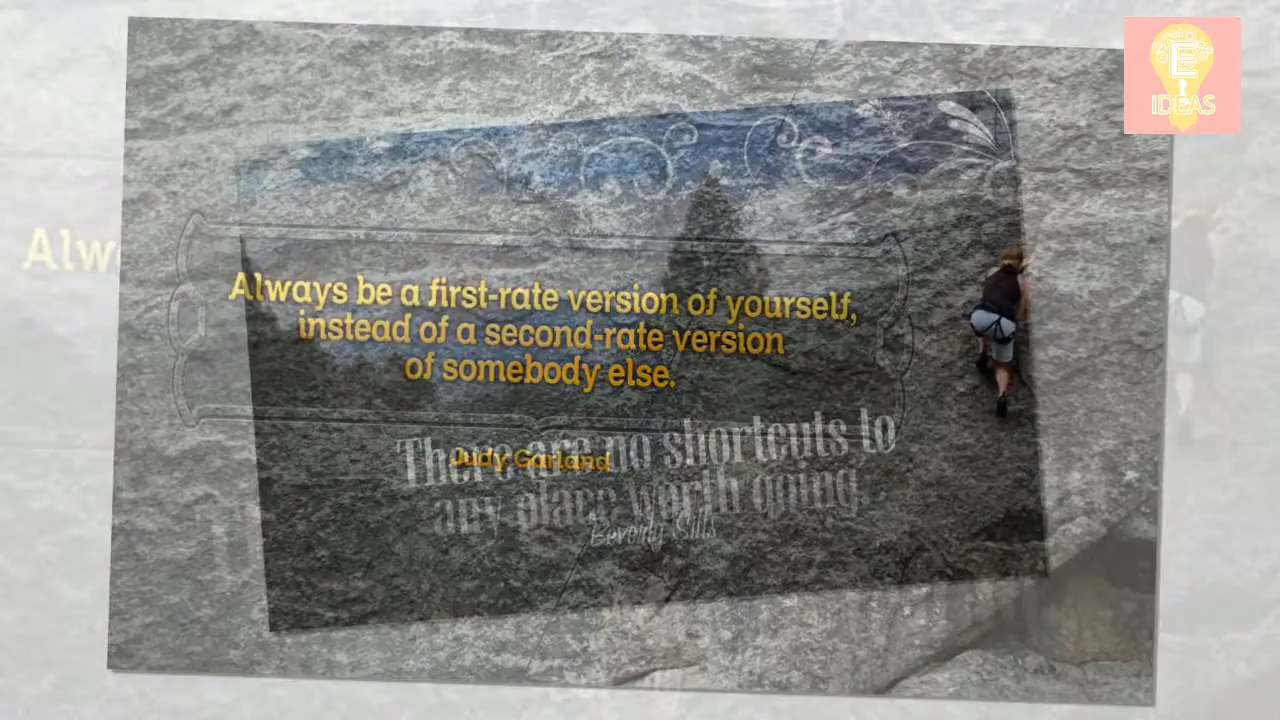 E
IDEAS
Alw
Always be a first-rate version of yourself,
instead of a second-rate version
of somebody else.
Judy Garland
There are no shortcuts to
any place worth going
Beverly Sills